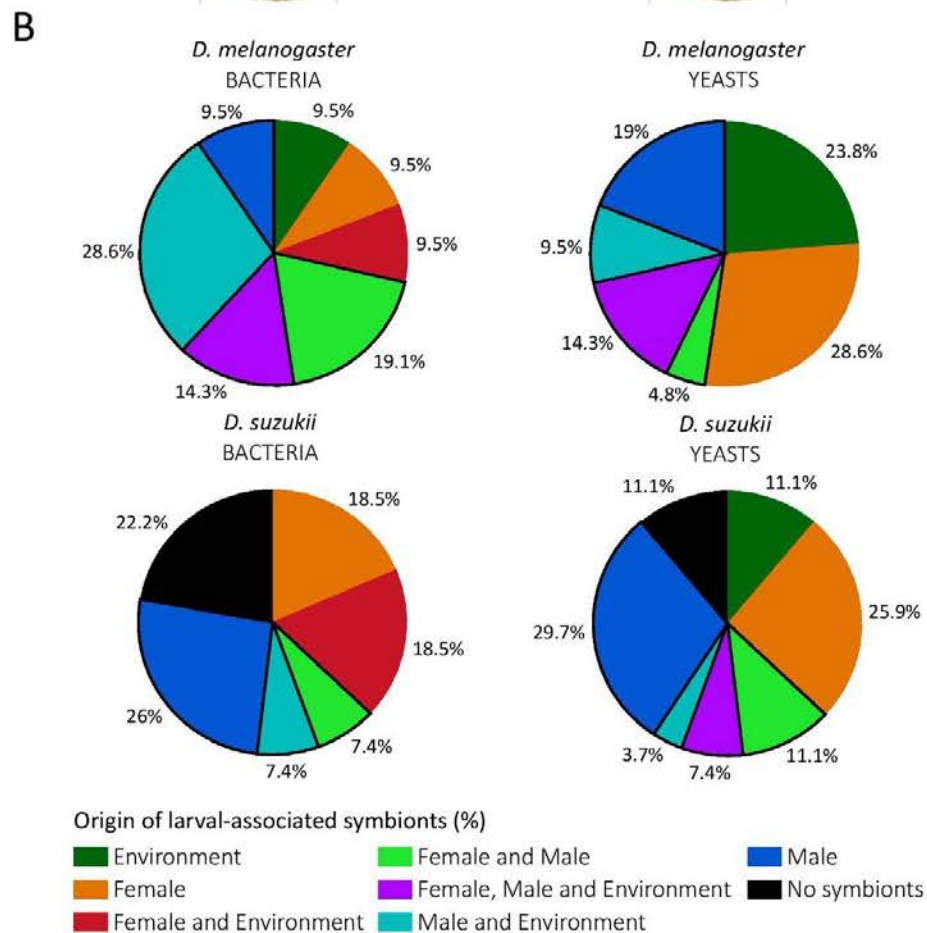 B
D. melanogaster
BACTERIA
9.5%
9.5%
9.5%
9.5%
19.1%
14.3%
28.6%
D. melanogaster
YEASTS
19%
23.8%
9.5%
14.3%
4.8%
28.6%
D. suzukii
BACTERIA
18.5%
22.2%
18.5%
26%
7.4%
7.4%
D. suzukii
YEASTS
11.1%
11.1%
25.9%
29.7%
3.7%
7.4%
11.1%
Origin of larval-associated symbionts (%)
Environment
Female
Female and Environment
Female and Male
Female, Male and Environment
Male and Environment
Male
No symbionts